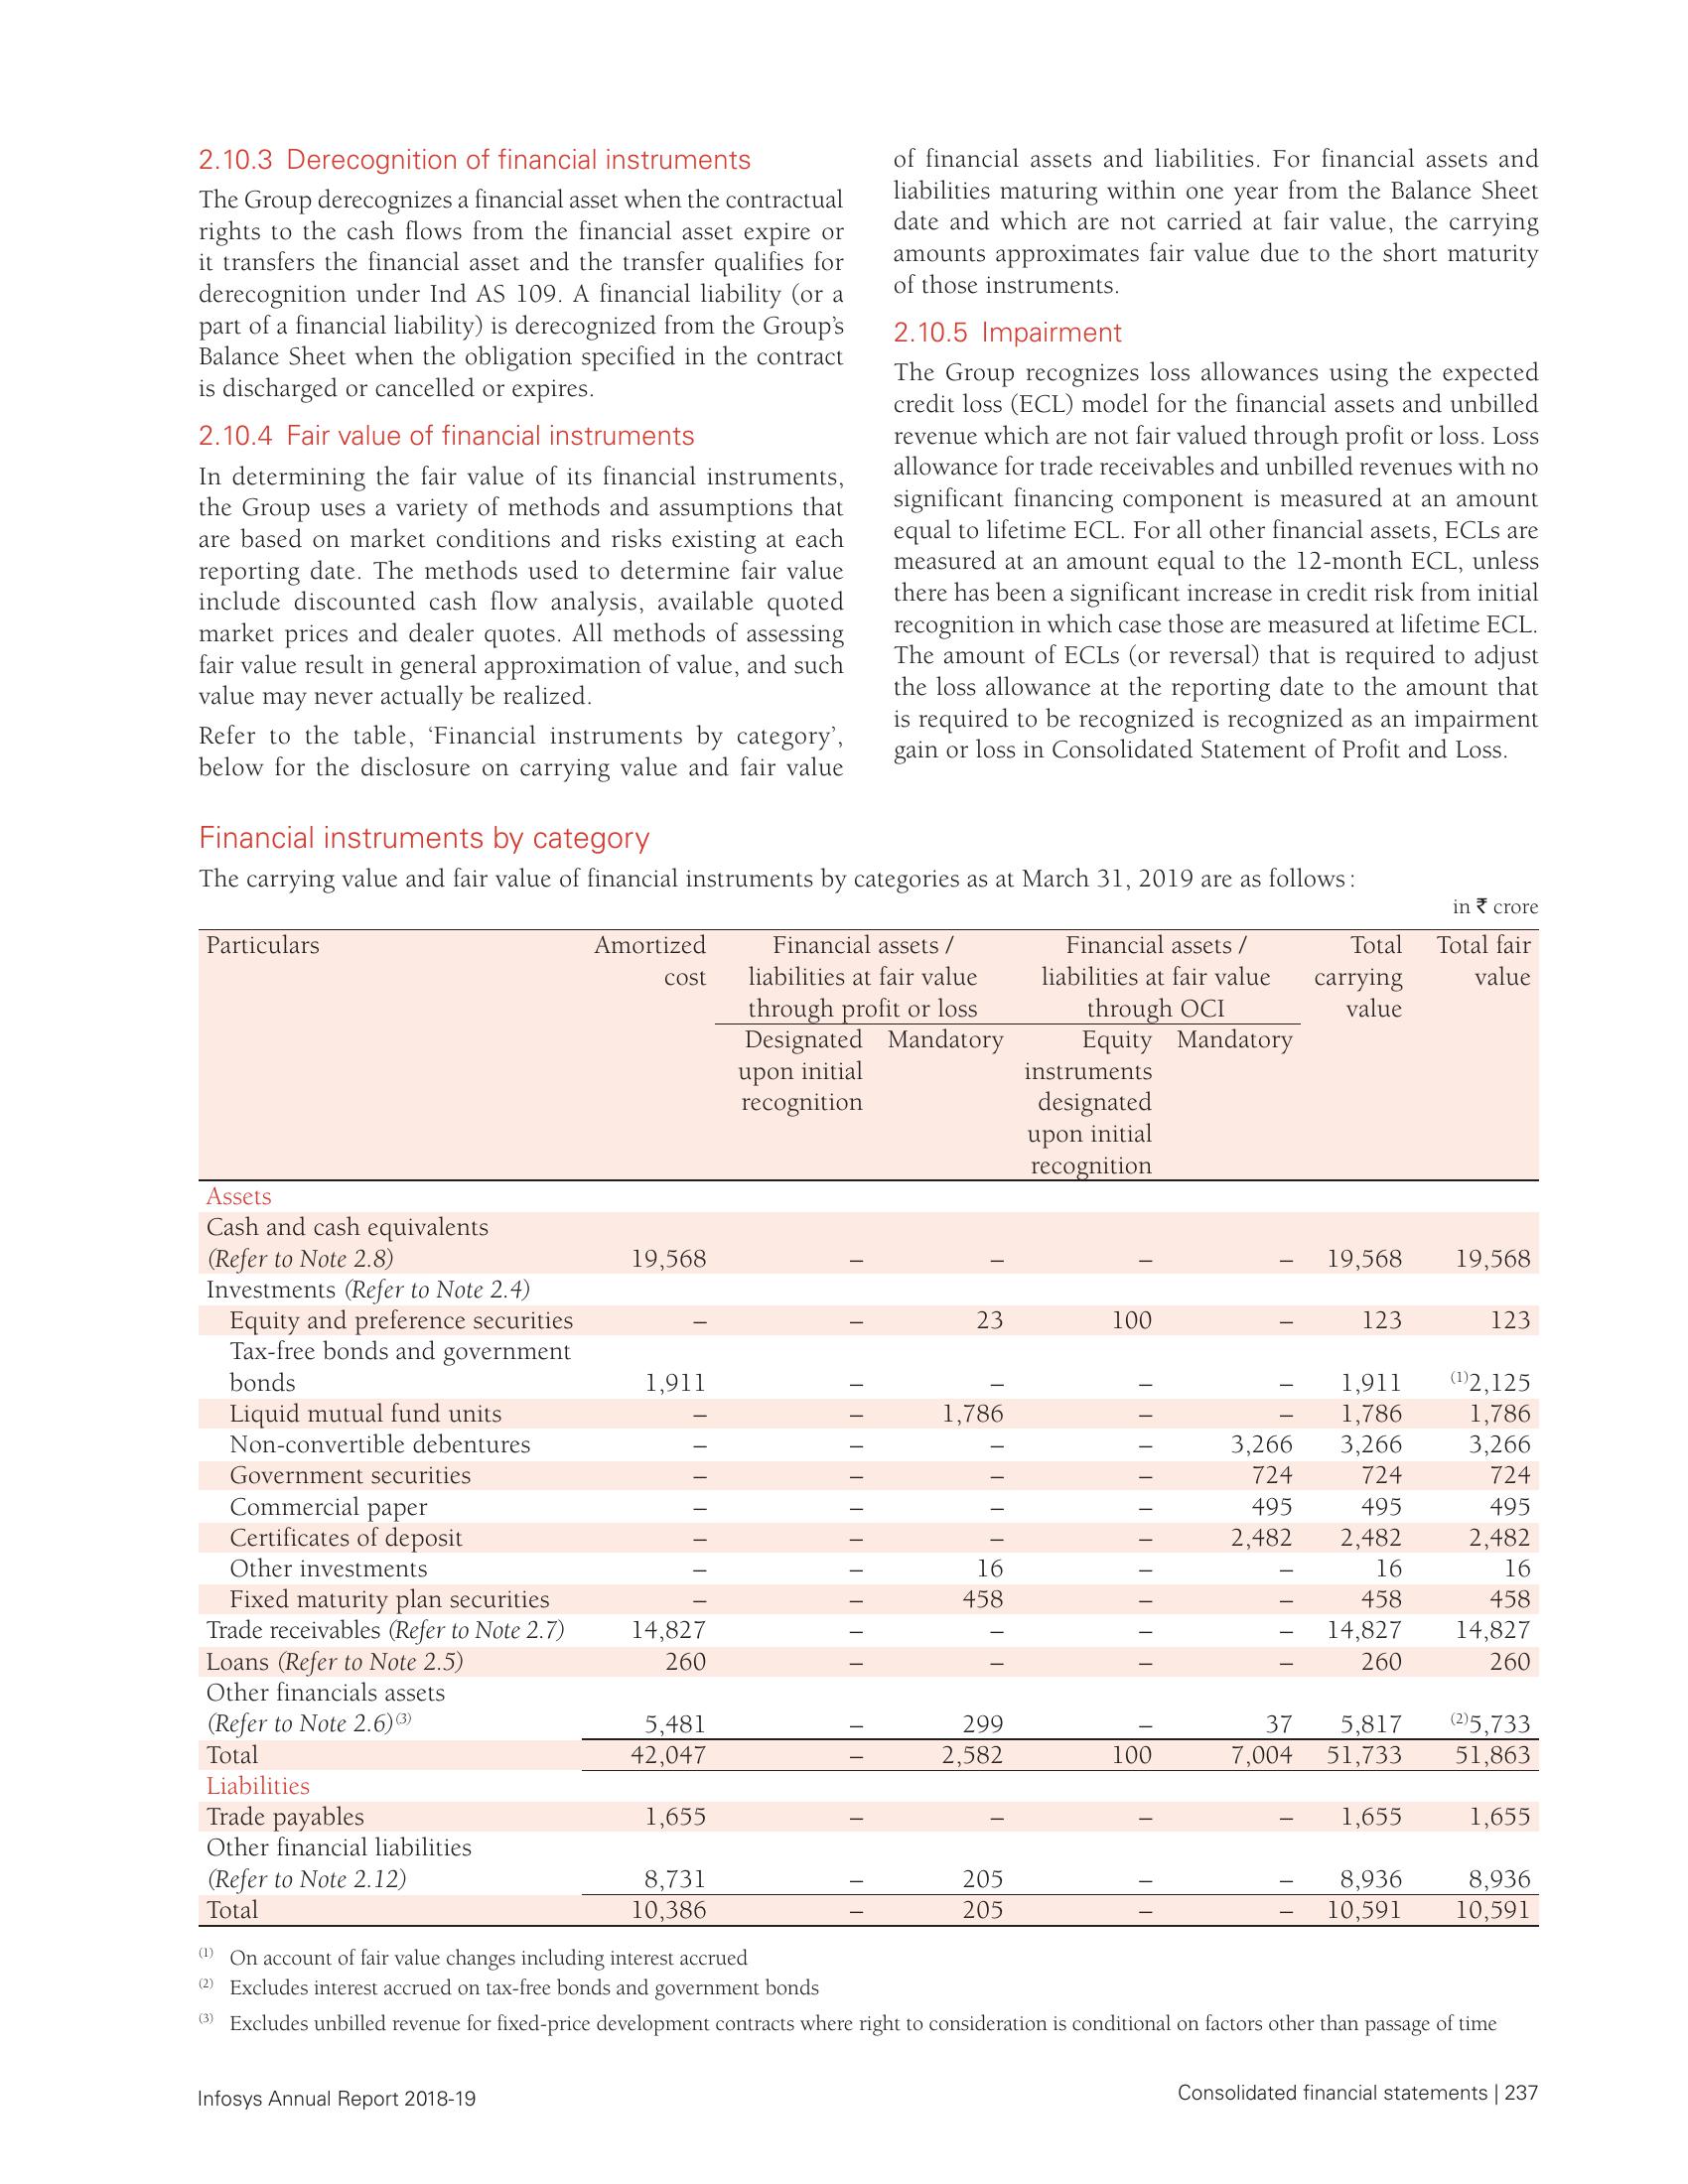 2.10.3 Derecognition of financial instruments
The Group derecognizes a financial asset when the contractual
rights to the cash flows from the financial asset expire or
it transfers the financial asset and the transfer qualifies for
derecognition under Ind AS 109. A financial liability (or a
part of a financial liability) is derecognized from the Group's
Balance Sheet when the obligation specified in the contract
is discharged or cancelled or expires.
2.10.4 Fair value of financial instruments
In determining the fair value of its financial instruments,
the Group uses a variety of methods and assumptions that
are based on market conditions and risks existing at each
reporting date. The methods used to determine fair value
include discounted cash flow analysis, available quoted
market prices and dealer quotes. All methods of assessing
fair value result in general approximation of value, and such
value may never actually be realized.
Refer to the table, ‘Financial instruments by category’,
below for the disclosure on carrying value and fair value
of financial assets and liabilities. For financial assets and
liabilities maturing within one year from the Balance Sheet
date and which are not carried at fair value, the carrying
amounts approximates fair value due to the short maturity
of those instruments.
2.10.5 Impairment
The Group recognizes loss allowances using the expected
credit loss (ECL) model for the financial assets and unbilled
revenue which are not fair valued through profit or loss. Loss
allowance for trade receivables and unbilled revenues with no
significant financing component is measured at an amount
equal to lifetime ECL. For all other financial assets, ECLs are
measured at an amount equal to the 12-month ECL, unless
there has been a significant increase in credit risk from initial
recognition in which case those are measured at lifetime ECL.
The amount of ECLs (or reversal) that is required to adjust
the loss allowance at the reporting date to the amount that
is required to be recognized is recognized as an impairment
gain or loss in Consolidated Statement of Profit and Loss.
Financial instruments by category
The carrying value and fair value of financial instruments by categories as at March 31, 2019 are as follows:
in ₹ crore
Particulars Amortized Financial assets / Financial assets / Total Total fair
cost liabilities at fair value liabilities at fair value carrying value
through profit or loss through OCI value
Designated Mandatory Equity Mandatory
upon initial instruments
recognition designated
upon initial
recognition
Assets
Cash and cash equivalents
(Refer to Note 2.8) 19,568 – – – – 19,568 19,568
Investments (Refer to Note 2.4)
Equity and preference securities – – 23 100 – 123 123
Tax-free bonds and government
bonds 1,911 – – – – 1,911 (1)2,125
Liquid mutual fund units – – 1,786 – – 1,786 1,786
Non-convertible debentures – – – – 3,266 3,266 3,266
Government securities – – – – 724 724 724
Commercial paper – – – – 495 495 495
Certificates of deposit – – – – 2,482 2,482 2,482
Other investments – – 16 – – 16 16
Fixed maturity plan securities – – 458 – – 458 458
Trade receivables (Refer to Note 2.7) 14,827 – – – – 14,827 14,827
Loans (Refer to Note 2.5) 260 – – – – 260 260
Other financials assets
(Refer to Note 2.6)(3) 5,481 – 299 – 37 5,817 (2)5,733
Total 42,047 – 2,582 100 7,004 51,733 51,863
Liabilities
Trade payables 1,655 – – – – 1,655 1,655
Other financial liabilities
(Refer to Note 2.12) 8,731 – 205 – – 8,936 8,936
Total 10,386 – 205 – – 10,591 10,591
(1) On account of fair value changes including interest accrued
(2) Excludes interest accrued on tax-free bonds and government bonds
(3) Excludes unbilled revenue for fixed-price development contracts where right to consideration is conditional on factors other than passage of time
Infosys Annual Report 2018-19 Consolidated financial statements | 237